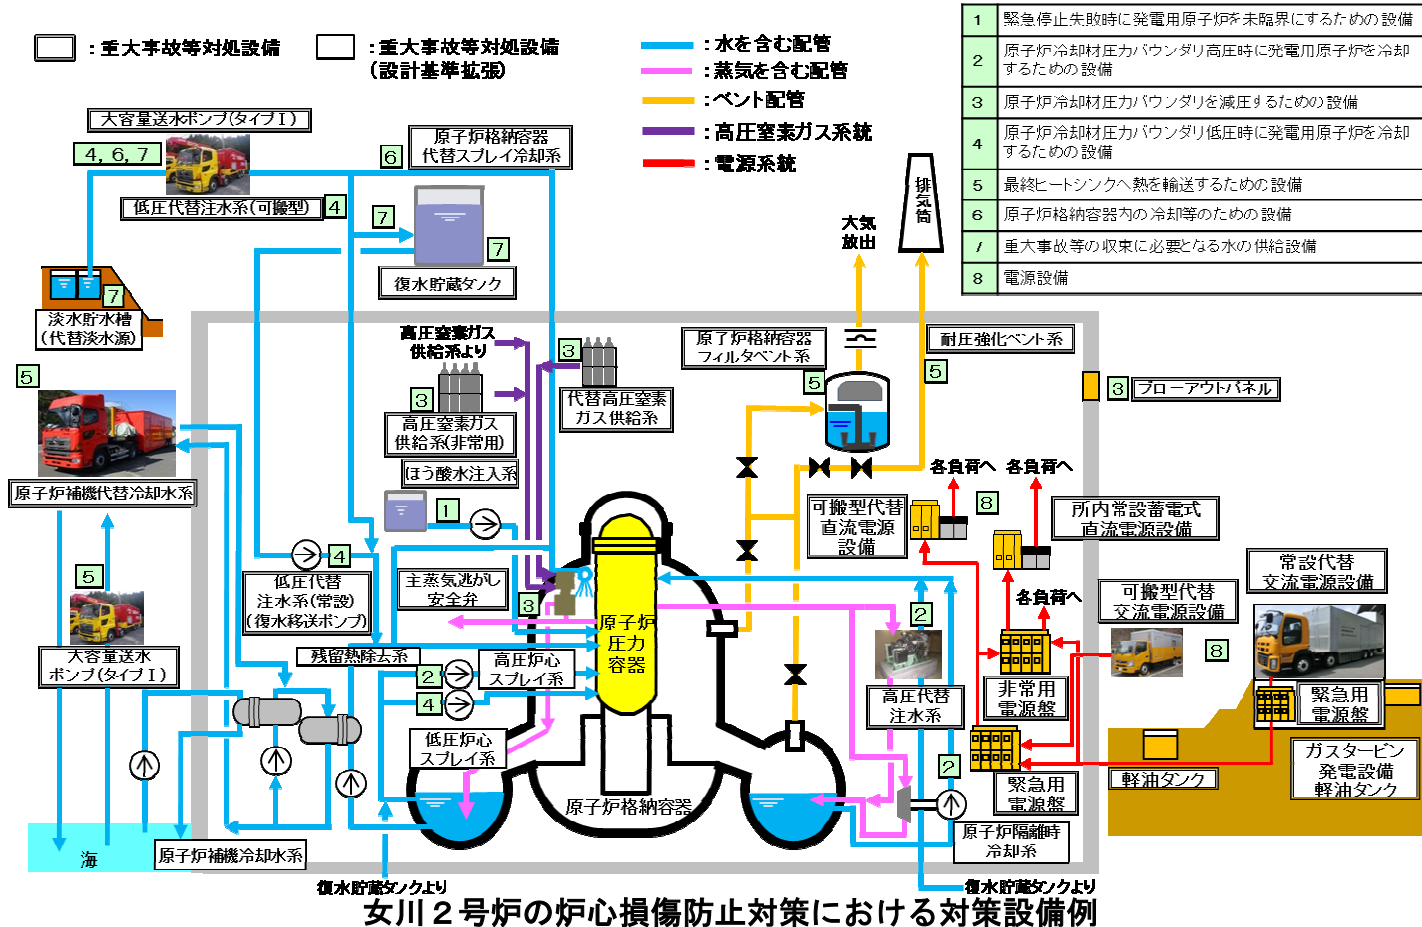 ：重大事故等対処設備
：重大事故等対処設備
（設計基準拡張）
：水を含む配管
：蒸気を含む配管
：ベント配管
：高圧窒素ガス系統
：電源系統
1 緊急停止失敗時に発電用原子炉を未臨界にするための設備
2 原子炉冷却材圧力バウンダリ高圧時に発電用原子炉を冷却
するための設備
3 原子炉冷却材圧力バウンダリを減圧するための設備
4 原子炉冷却材圧力バウンダリ低圧時に発電用原子炉を冷却
するための設備
5 最終ヒートシンクへ熱を輸送するための設備
6 原子炉格納容器内の冷却等のための設備
7 重大事故等の収束に必要となる水の供給設備
8 電源設備
大容量送水ポンプ(タイプⅠ)
4, 6, 7
低圧代替注水系(可搬型)
4
6
原子炉格納容器
代替スプレイ冷却系
7
7
復水貯蔵タンク
7
淡水貯水槽
(代替淡水源)
大気
放出
排気筒
高圧窒素ガス
供給系より
3
高圧窒素ガス
供給系(非常用)
3
代替高圧窒素
ガス供給系
原子炉格納容器
フィルタベント系
5
耐圧強化ベント系
5
3
ブローアウトパネル
5
原子炉補機代替冷却水系
ほう酸水注入系
1
4
低圧代替
注水系(常設)
(復水移送ポンプ)
主蒸気逃がし
安全弁
3
原子炉
圧力
容器
可搬型代替
直流電源
設備
各負荷へ
各負荷へ
8
所内常設蓄電式
直流電源設備
各負荷へ
常設代替
交流電源設備
可搬型代替
交流電源設備
8
5
大容量送水
ポンプ(タイプⅠ)
残留熱除去系
2
高圧炉心
スプレイ系
4
低圧炉心
スプレイ系
2
高圧代替
注水系
2
非常用
電源盤
緊急用
電源盤
緊急用
電源盤
軽油タンク
ガスタービン
発電設備
軽油タンク
原子炉格納容器
原子炉隔離時
冷却系
海
原子炉補機冷却水系
復水貯蔵タンクより
復水貯蔵タンクより
女川２号炉の炉心損傷防止対策における対策設備例